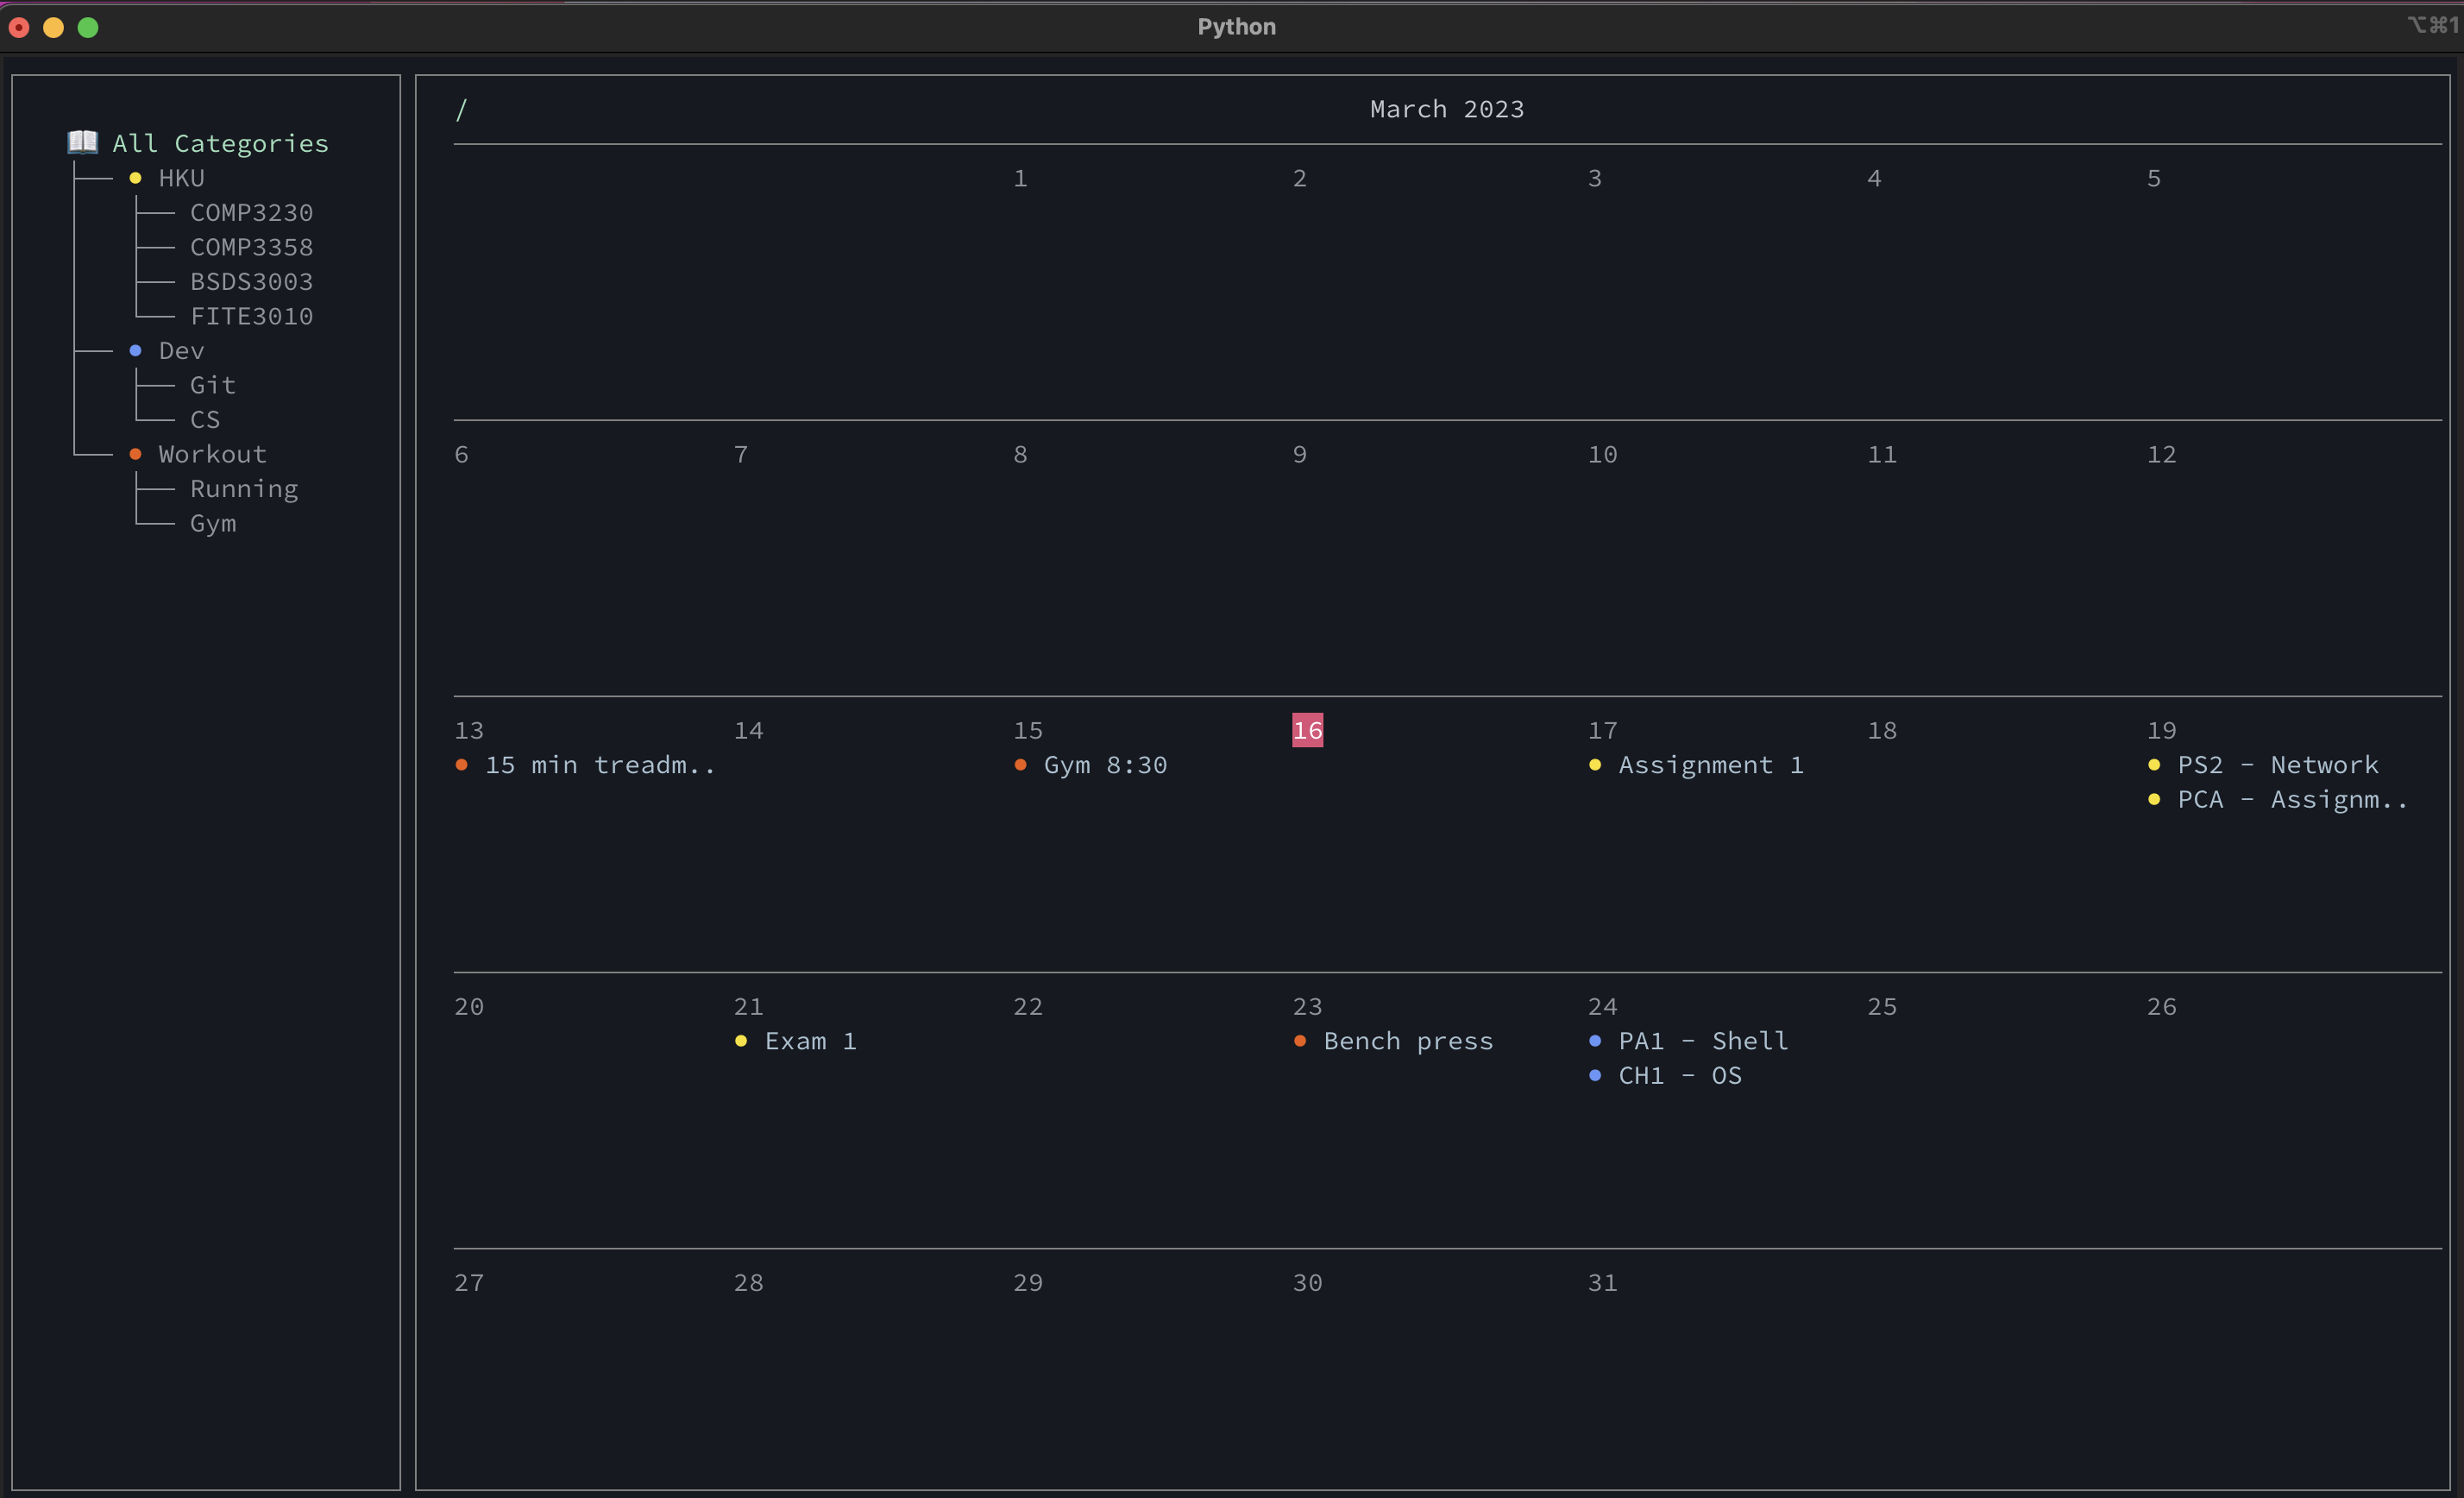 Python
⌥⌘1
📖 All Categories
HKU
COMP3230
COMP3358
BSDS3003
FITE3010
Dev
Git
CS
Workout
Running
Gym
/ March 2023
1 2 3 4 5
6 7 8 9 10 11 12
13 14 15 16 17 18 19
15 min treadm.. Gym 8:30 Assignment 1 PS2 - Network
PCA - Assignm..
20 21 22 23 24 25 26
Exam 1 Bench press PA1 - Shell
CH1 - OS
27 28 29 30 31